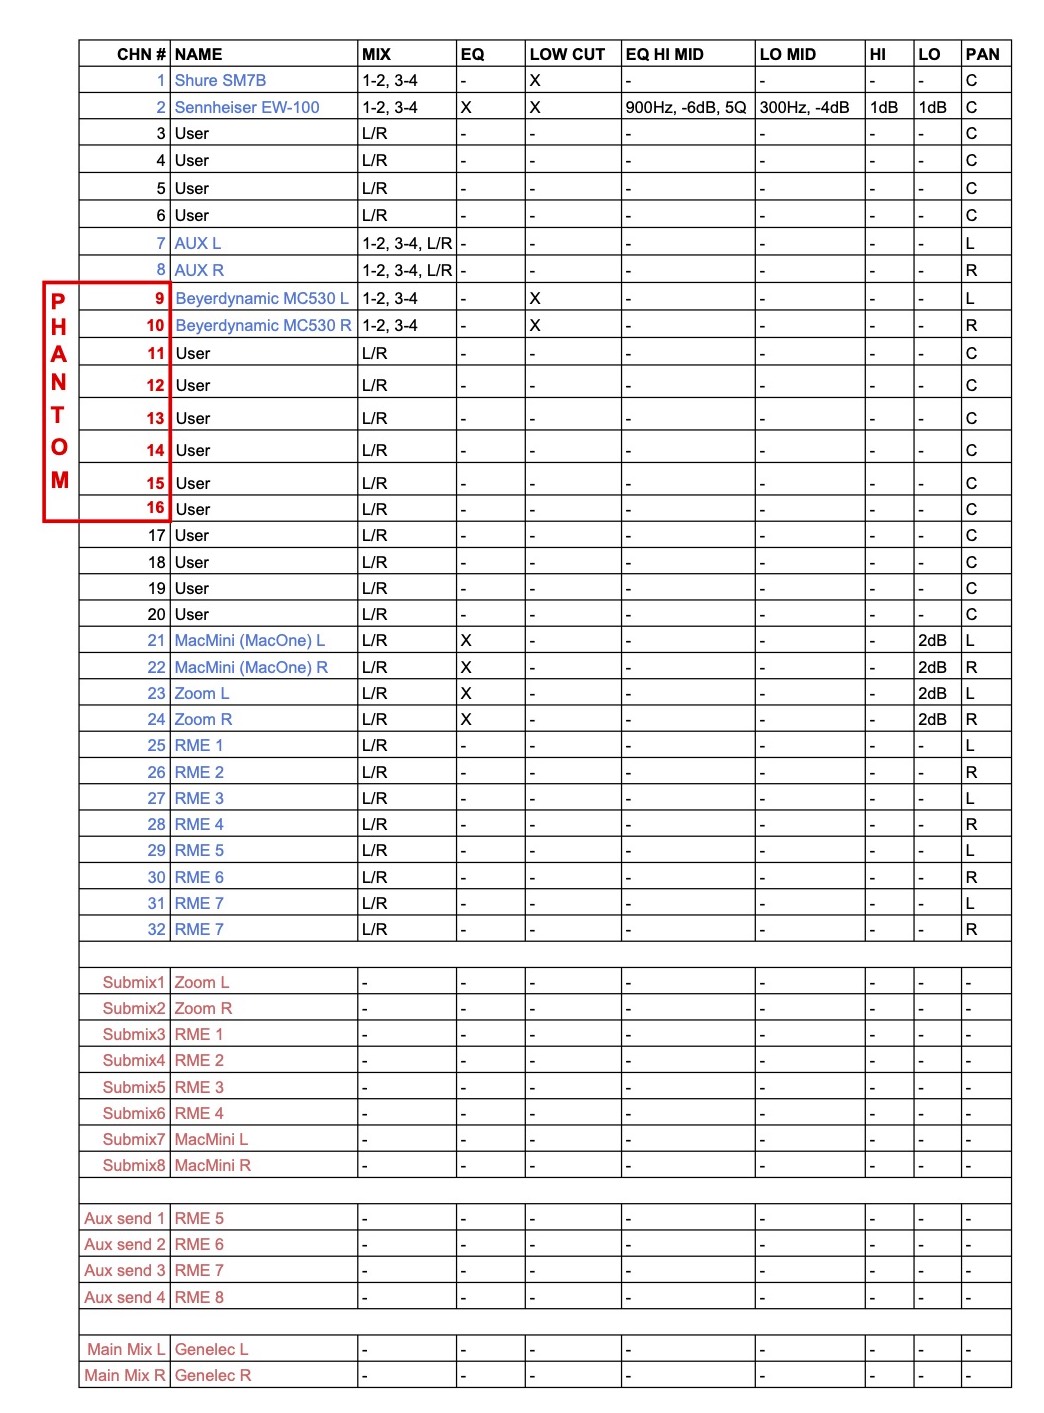 CHN # NAME MIX EQ LOW CUT EQ HI MID LO MID HI LO PAN
1 Shure SM7B 1-2, 3-4 - X - - - - C
2 Sennheiser EW-100 1-2, 3-4 X X 900Hz, -6dB, 5Q 300Hz, -4dB 1dB 1dB C
3 User L/R - - - - - - C
4 User L/R - - - - - - C
5 User L/R - - - - - - C
6 User L/R - - - - - - C
7 AUX L 1-2, 3-4, L/R - - - - - - L
8 AUX R 1-2, 3-4, L/R - - - - - - R
PHANTOM
9 Beyerdynamic MC530 L 1-2, 3-4 - X - - - - L
10 Beyerdynamic MC530 R 1-2, 3-4 - X - - - - R
11 User L/R - - - - - - C
12 User L/R - - - - - - C
13 User L/R - - - - - - C
14 User L/R - - - - - - C
15 User L/R - - - - - - C
16 User L/R - - - - - - C
17 User L/R - - - - - - C
18 User L/R - - - - - - C
19 User L/R - - - - - - C
20 User L/R - - - - - - C
21 MacMini (MacOne) L L/R X - - - - 2dB L
22 MacMini (MacOne) R L/R X - - - - 2dB R
23 Zoom L L/R X - - - - 2dB L
24 Zoom R L/R X - - - - 2dB R
25 RME 1 L/R - - - - - - L
26 RME 2 L/R - - - - - - R
27 RME 3 L/R - - - - - - L
28 RME 4 L/R - - - - - - R
29 RME 5 L/R - - - - - - L
30 RME 6 L/R - - - - - - R
31 RME 7 L/R - - - - - - L
32 RME 7 L/R - - - - - - R
Submix1 Zoom L - - - - - - - -
Submix2 Zoom R - - - - - - - -
Submix3 RME 1 - - - - - - - -
Submix4 RME 2 - - - - - - - -
Submix5 RME 3 - - - - - - - -
Submix6 RME 4 - - - - - - - -
Submix7 MacMini L - - - - - - - -
Submix8 MacMini R - - - - - - - -
Aux send 1 RME 5 - - - - - - - -
Aux send 2 RME 6 - - - - - - - -
Aux send 3 RME 7 - - - - - - - -
Aux send 4 RME 8 - - - - - - - -
Main Mix L Genelec L - - - - - - - -
Main Mix R Genelec R - - - - - - - -